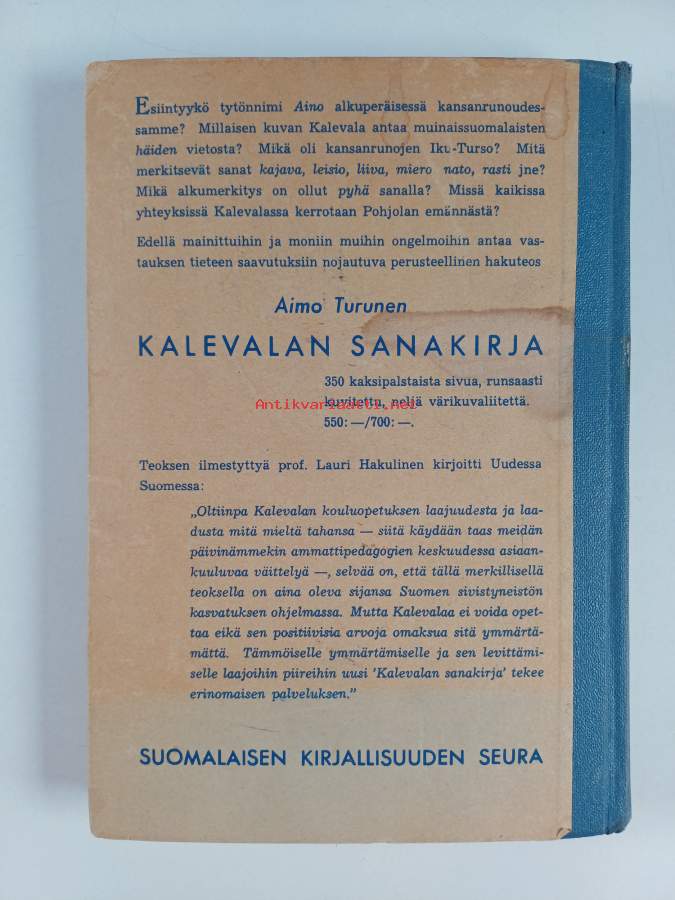 Esiintyykö tytönnimi Aino alkuperäisessä kansanrunoudes-
samme? Millaisen kuvan Kalevala antaa muinaissuomalaisten
häiden vietosta? Mikä oli kansanrunojen Iku-Turso? Mitä
merkitsevät sanat kajava, leisio, liiva, miero nato, rasti jne?
Mikä alkumerkitys on ollut pyhä sanalla? Missä kaikissa
yhteyksissä Kalevalassa kerrotaan Pohjolan emännästä?
Edellä mainittuihin ja moniin muihin ongelmoihin antaa vas-
tauksen tieteen saavutuksiin nojautuva perusteellinen hakuteos
Aimo Turunen
KALEVALAN SANAKIRJA
350 kaksipalstaista sivua, runsaasti
kuvitettu, neljä värikuvaliitettä.
Antikvariaatti.net
550: —/700: —.
Teoksen ilmestyttyä prof. Lauri Hakulinen kirjoitti Uudessa
Suomessa:
„Oltiinpa Kalevalan kouluopetuksen laajuudesta ja laa-
dusta mitä mieltä tahansa — siitä käydään taas meidän
päivinämmekin ammattipedagogien keskuudessa asiaan-
kuuluvaa väittelyä —, selvää on, että tällä merkillisellä
teoksella on aina oleva sijansa Suomen sivistyneistön
kasvatuksen ohjelmassa. Mutta Kalevalaa ei voida opet-
taa eikä sen positiivisia arvoja omaksua sitä ymmärtä-
mättä. Tämmöiselle ymmärtämiselle ja sen levittämi-
selle laajoihin piireihin uusi 'Kalevalan sanakirja' tekee
erinomaisen palveluksen.”
SUOMALAISEN KIRJALLISUUDEN SEURA